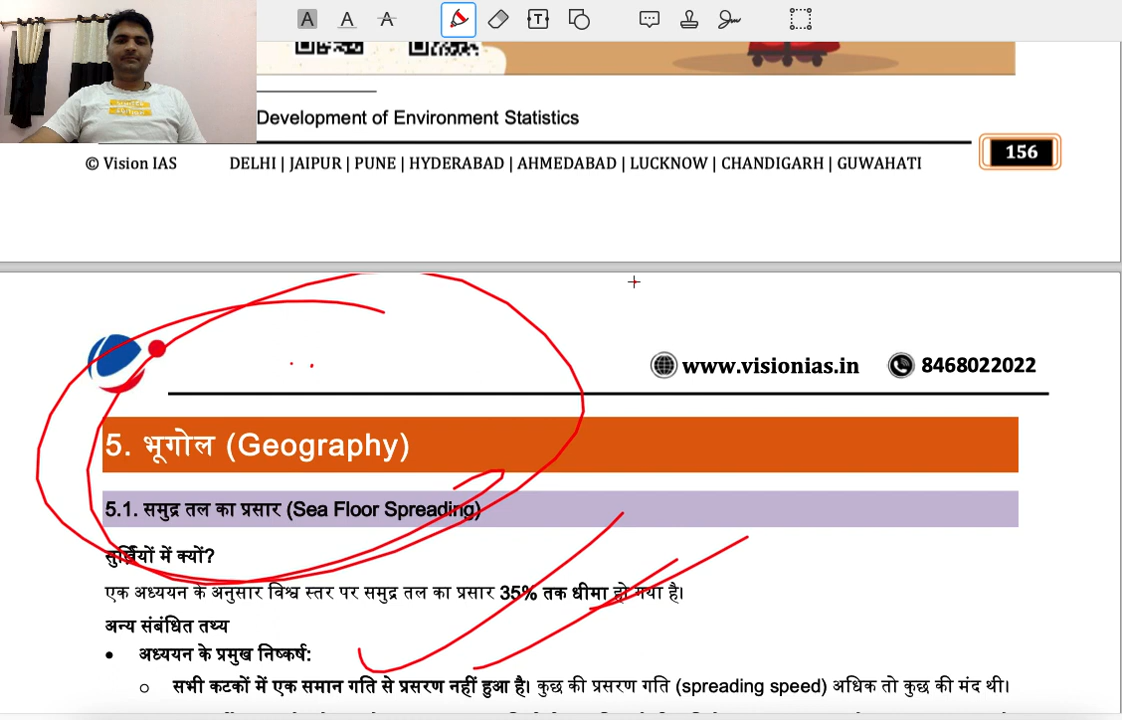 Development of Environment Statistics
© Vision IAS DELHI | JAIPUR | PUNE | HYDERABAD | AHMEDABAD | LUCKNOW | CHANDIGARH | GUWAHATI 156
www.visionias.in 8468022022
5. भूगोल (Geography)
5.1. समुद्र तल का प्रसार (Sea Floor Spreading)
सुर्ख़ियों में क्यों?
एक अध्ययन के अनुसार विश्व स्तर पर समुद्र तल का प्रसार 35% तक धीमा हो गया है।
अन्य संबंधित तथ्य
• अध्ययन के प्रमुख निष्कर्ष:
o सभी कटकों में एक समान गति से प्रसरण नहीं हुआ है। कुछ की प्रसरण गति (spreading speed) अधिक तो कुछ की मंद थी।